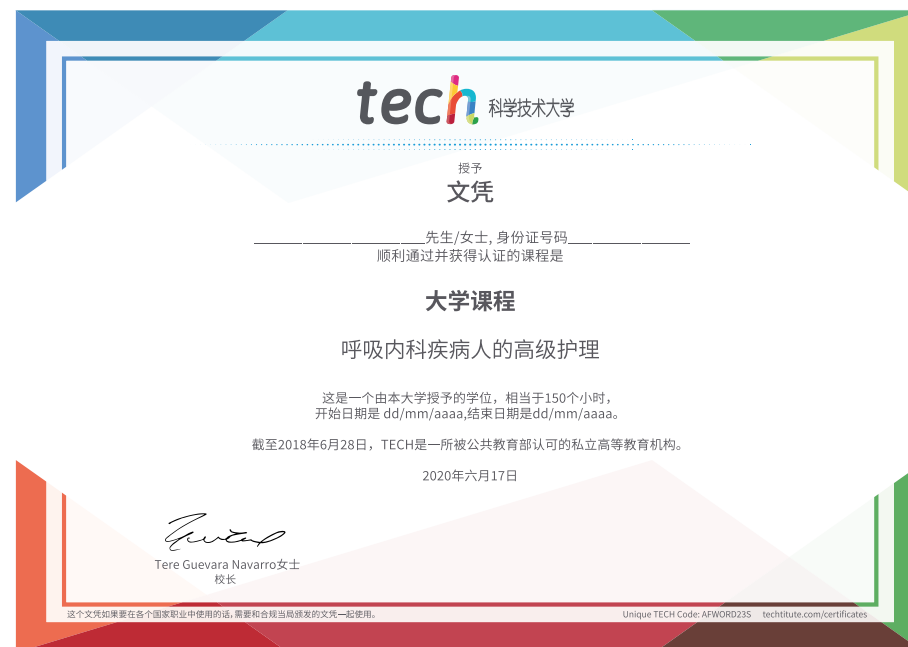 tech 科学技术大学
授予
文凭
先生/女士, 身份证号码
顺利通过并获得认证的课程是
大学课程
呼吸内科疾病人的高级护理
这是一个由本大学授予的学位，相当于150个小时，
开始日期是 dd/mm/aaaa,结束日期是dd/mm/aaaa。
截至2018年6月28日，TECH是一所被公共教育部认可的私立高等教育机构。
2020年六月17日
Tere Guevara Navarro女士
校长
这个文凭如果要在各个国家职业中使用的话,需要和合规当局颁发的文凭一起使用。
Unique TECH Code: AFWORD23S techtitute.com/certificates